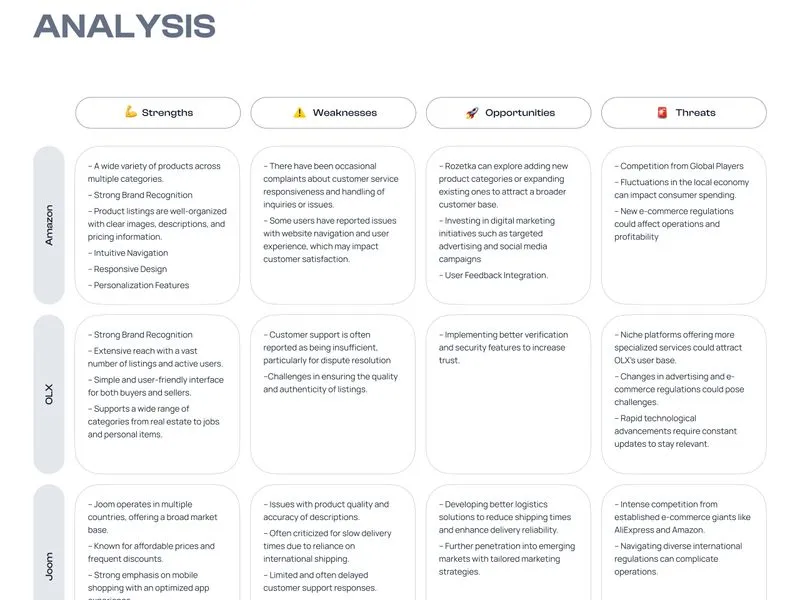 ANALYSIS
Strengths
Weaknesses
Opportunities
Threats
Amazon
– A wide variety of products across
multiple categories.
– Strong Brand Recognition
– Product listings are well-organized
with clear images, descriptions, and
pricing information.
– Intuitive Navigation
– Responsive Design
– Personalization Features
– There have been occasional
complaints about customer service
responsiveness and handling of
inquiries or issues.
– Some users have reported issues
with website navigation and user
experience, which may impact
customer satisfaction.
– Rozetka can explore adding new
product categories or expanding
existing ones to attract a broader
customer base.
– Investing in digital marketing
initiatives such as targeted
advertising and social media
campaigns
– User Feedback Integration.
– Competition from Global Players
– Fluctuations in the local economy
can impact consumer spending.
– New e-commerce regulations
could affect operations and
profitability
OLX
– Strong Brand Recognition
– Extensive reach with a vast
number of listings and active users.
– Simple and user-friendly interface
for both buyers and sellers.
– Supports a wide range of
categories from real estate to jobs
and personal items.
– Customer support is often
reported as being insufficient,
particularly for dispute resolution
–Challenges in ensuring the quality
and authenticity of listings.
– Implementing better verification
and security features to increase
trust.
– Niche platforms offering more
specialized services could attract
OLX's user base.
– Changes in advertising and e-
commerce regulations could pose
challenges.
– Rapid technological
advancements require constant
updates to stay relevant.
Joom
– Joom operates in multiple
countries, offering a broad market
base.
– Known for affordable prices and
frequent discounts.
– Strong emphasis on mobile
shopping with an optimized app
experience.
– Issues with product quality and
accuracy of descriptions.
– Often criticized for slow delivery
times due to reliance on
international shipping.
– Limited and often delayed
customer support responses.
– Developing better logistics
solutions to reduce shipping times
and enhance delivery reliability.
– Further penetration into emerging
markets with tailored marketing
strategies.
– Intense competition from
established e-commerce giants like
AliExpress and Amazon.
– Navigating diverse international
regulations can complicate
operations.